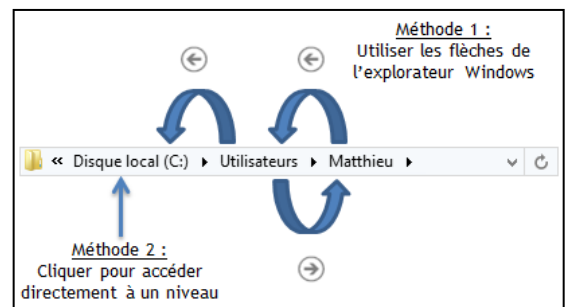 Méthode 1 :
Utiliser les flèches de
l'explorateur Windows
« Disque local (C:) ▸ Utilisateurs ▸ Matthieu ▸
Méthode 2 :
Cliquer pour accéder
directement à un niveau